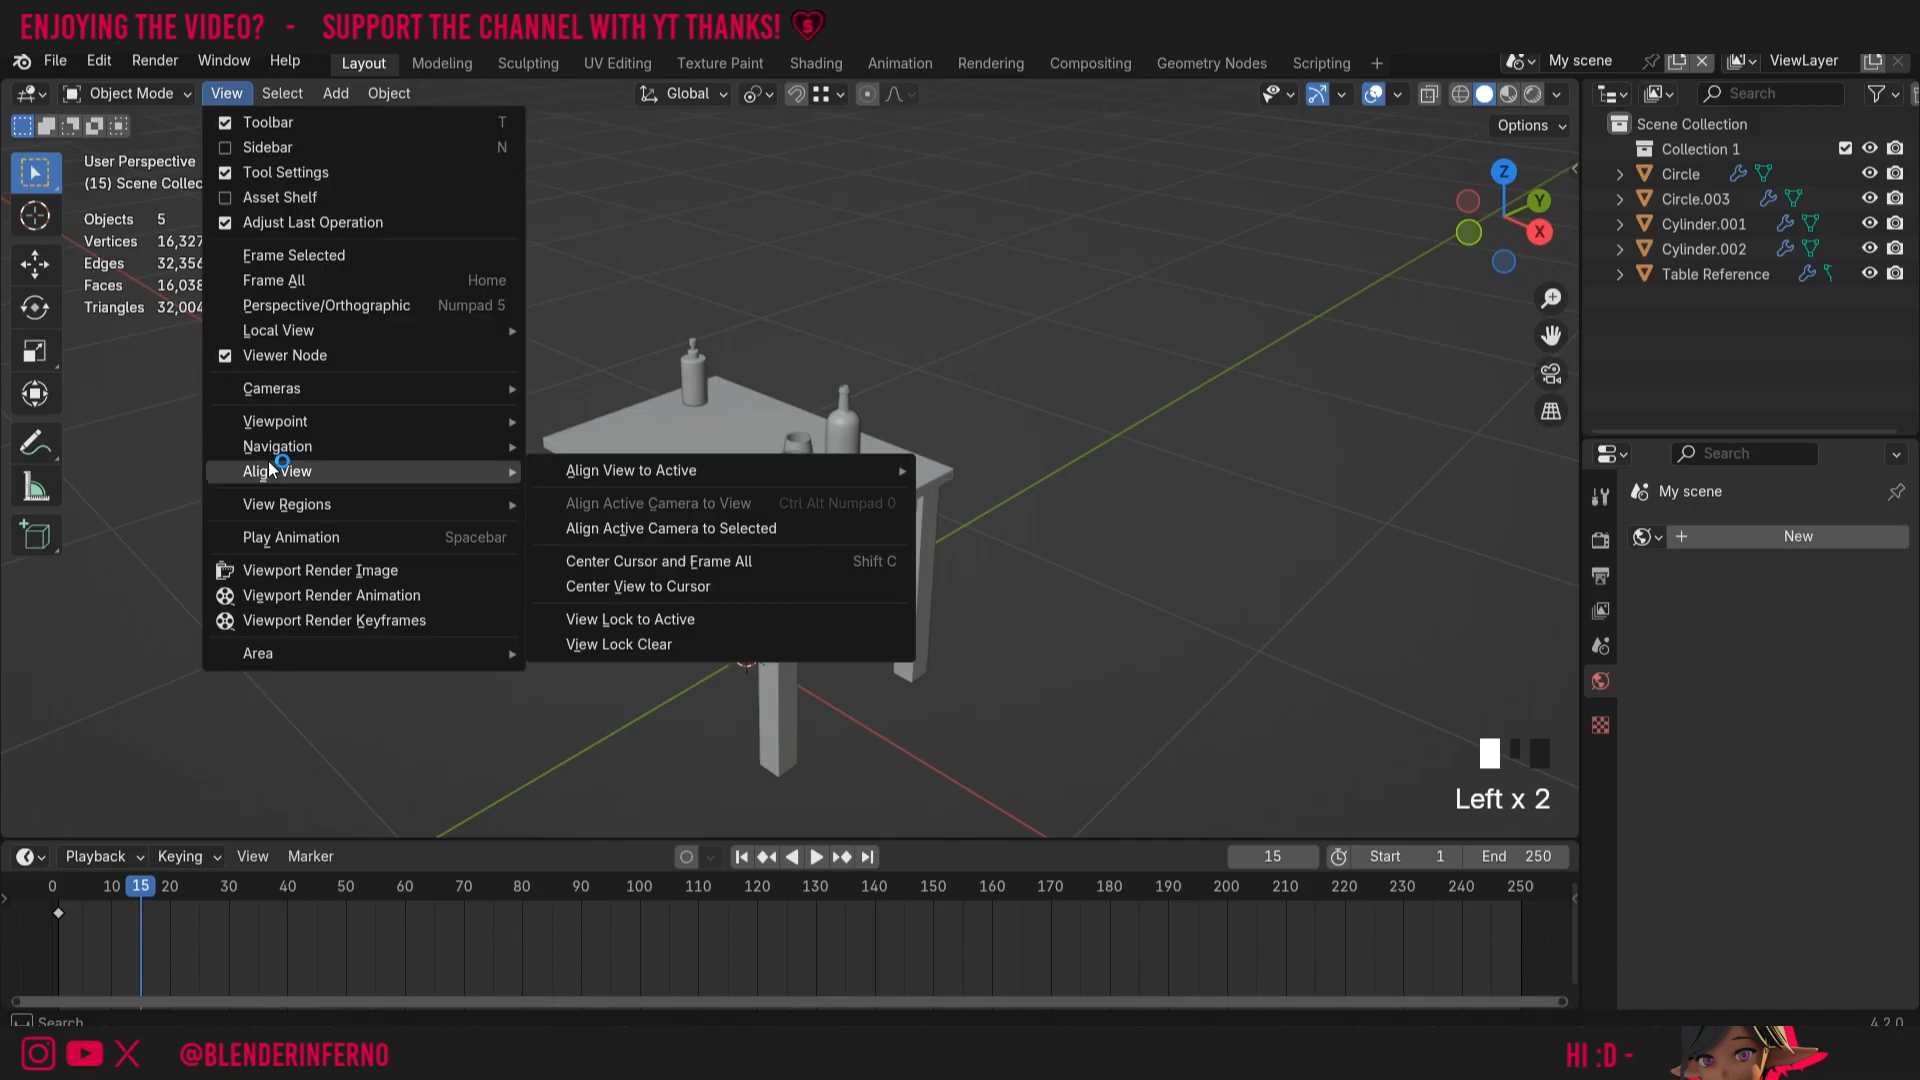 ENJOYING THE VIDEO? - SUPPORT THE CHANNEL WITH YT THANKS!
File Edit Render Window Help Layout Modeling Sculpting UV Editing Texture Paint Shading Animation Rendering Compositing Geometry Nodes Scripting + My scene ViewLayer
Object Mode View Select Add Object Global Search
Options
User Perspective
(15) Scene Collec
Objects 5
Vertices 16,327
Edges 32,356
Faces 16,038
Triangles 32,004
Toolbar T
Sidebar N
Tool Settings
Asset Shelf
Adjust Last Operation
Frame Selected
Frame All Home
Perspective/Orthographic Numpad 5
Local View
Viewer Node
Cameras
Viewpoint
Navigation
Align View
View Regions
Play Animation Spacebar
Viewport Render Image
Viewport Render Animation
Viewport Render Keyframes
Area
Align View to Active
Align Active Camera to View Ctrl Alt Numpad 0
Align Active Camera to Selected
Center Cursor and Frame All Shift C
Center View to Cursor
View Lock to Active
View Lock Clear
Z
Y
X
Scene Collection
Collection 1
Circle
Circle.003
Cylinder.001
Cylinder.002
Table Reference
Search
My scene
New
Left x 2
Playback Keying View Marker 15 Start 1 End 250
0 10 15 20 30 40 50 60 70 80 90 100 110 120 130 140 150 160 170 180 190 200 210 220 230 240 250
Search
4.2.0
@BLENDERINFERNO
HI :D -